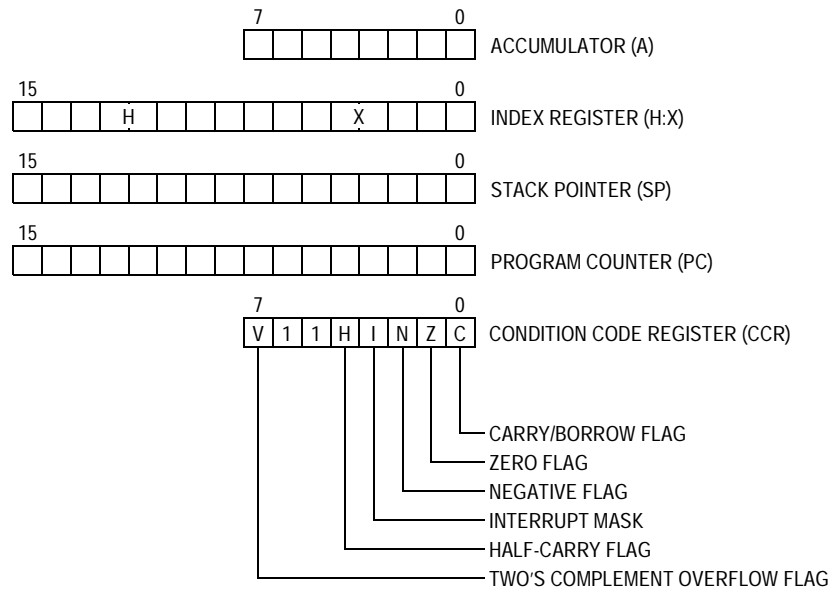 7 0
ACCUMULATOR (A)
15 0
H X INDEX REGISTER (H:X)
15 0
STACK POINTER (SP)
15 0
PROGRAM COUNTER (PC)
7 0
V 1 1 H I N Z C CONDITION CODE REGISTER (CCR)
CARRY/BORROW FLAG
ZERO FLAG
NEGATIVE FLAG
INTERRUPT MASK
HALF-CARRY FLAG
TWO'S COMPLEMENT OVERFLOW FLAG